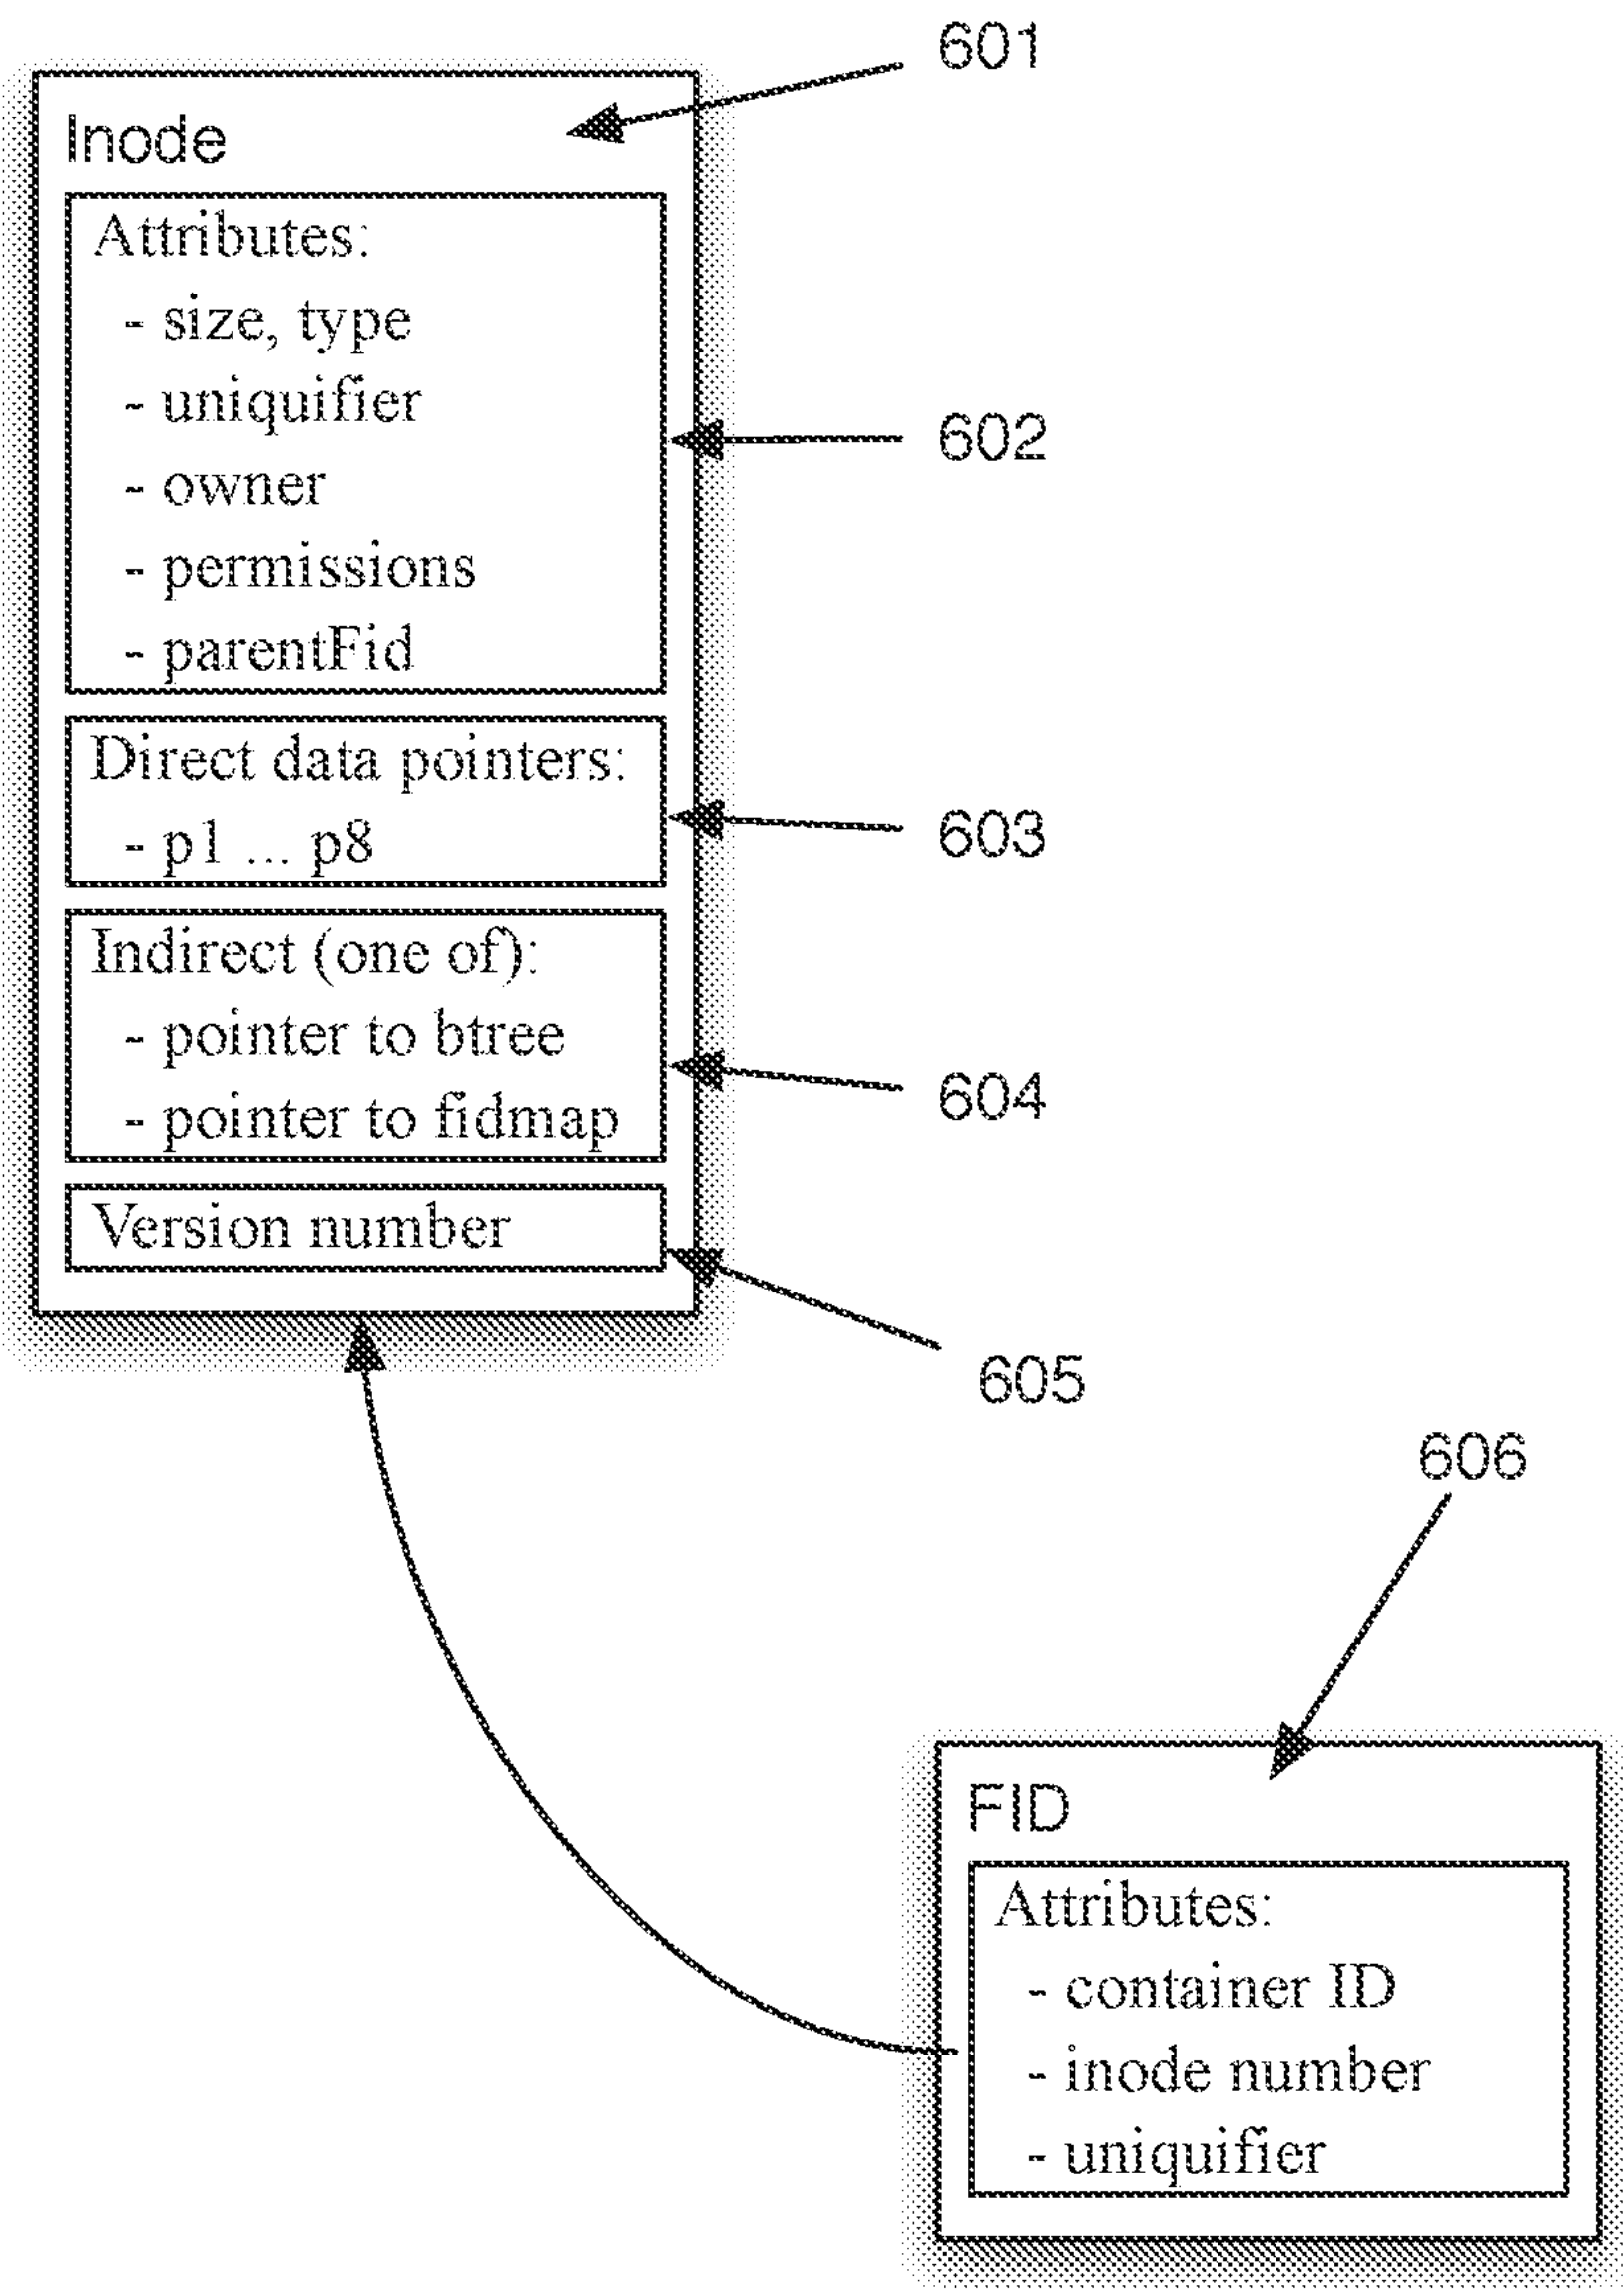 601
Inode
Attributes:
- size, type
- uniquifier
- owner
- permissions
- parentFid
602
Direct data pointers:
- p1 ... p8
603
Indirect (one of):
- pointer to btree
- pointer to fidmap
604
Version number
605
606
FID
Attributes:
- container ID
- inode number
- uniquifier